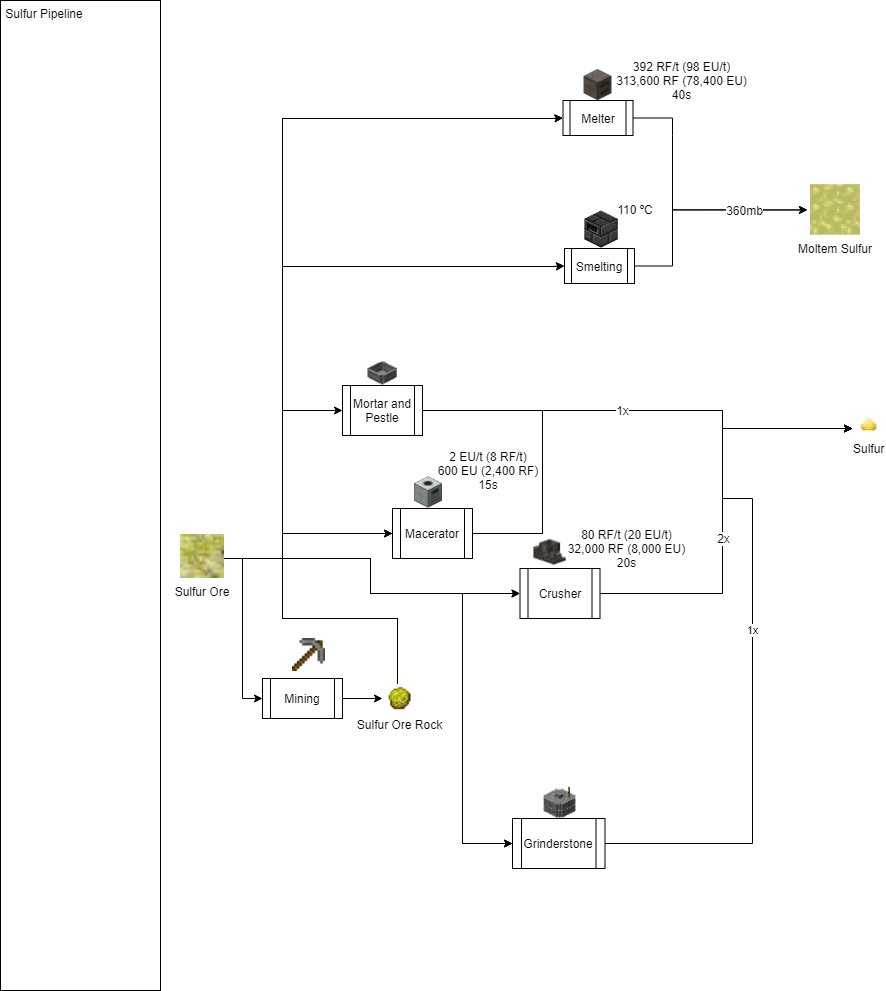 Sulfur Pipeline
392 RF/t (98 EU/t)
313,600 RF (78,400 EU)
40s
Melter
110 ºC
360mb
Smelting
Moltem Sulfur
Mortar and
Pestle
1x
Sulfur
2 EU/t (8 RF/t)
600 EU (2,400 RF)
15s
Macerator
2x
80 RF/t (20 EU/t)
32,000 RF (8,000 EU)
20s
Sulfur Ore
Crusher
1x
Mining
Sulfur Ore Rock
Grinderstone